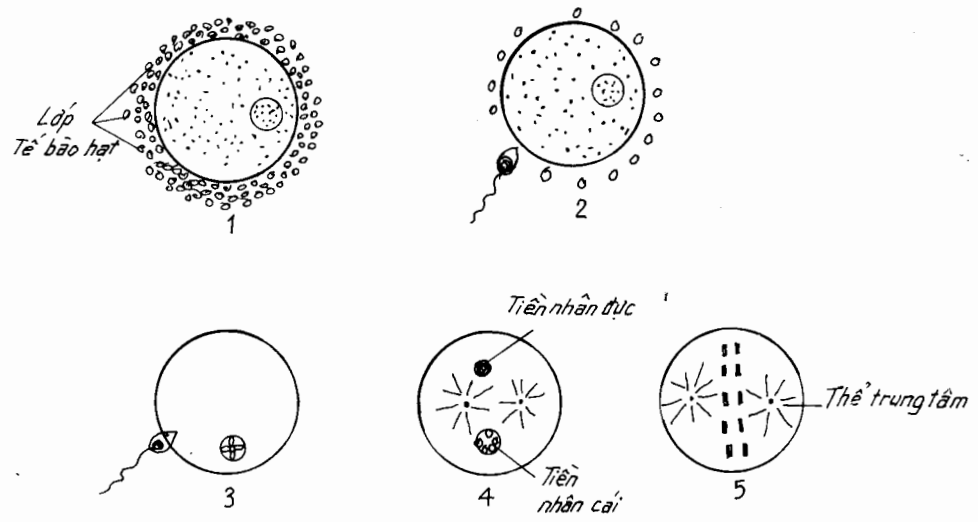 Lớp
Tế bào hạt
1
2
Tiền nhân đực
Thể trung tâm
3
4
Tiền
nhân cái
5